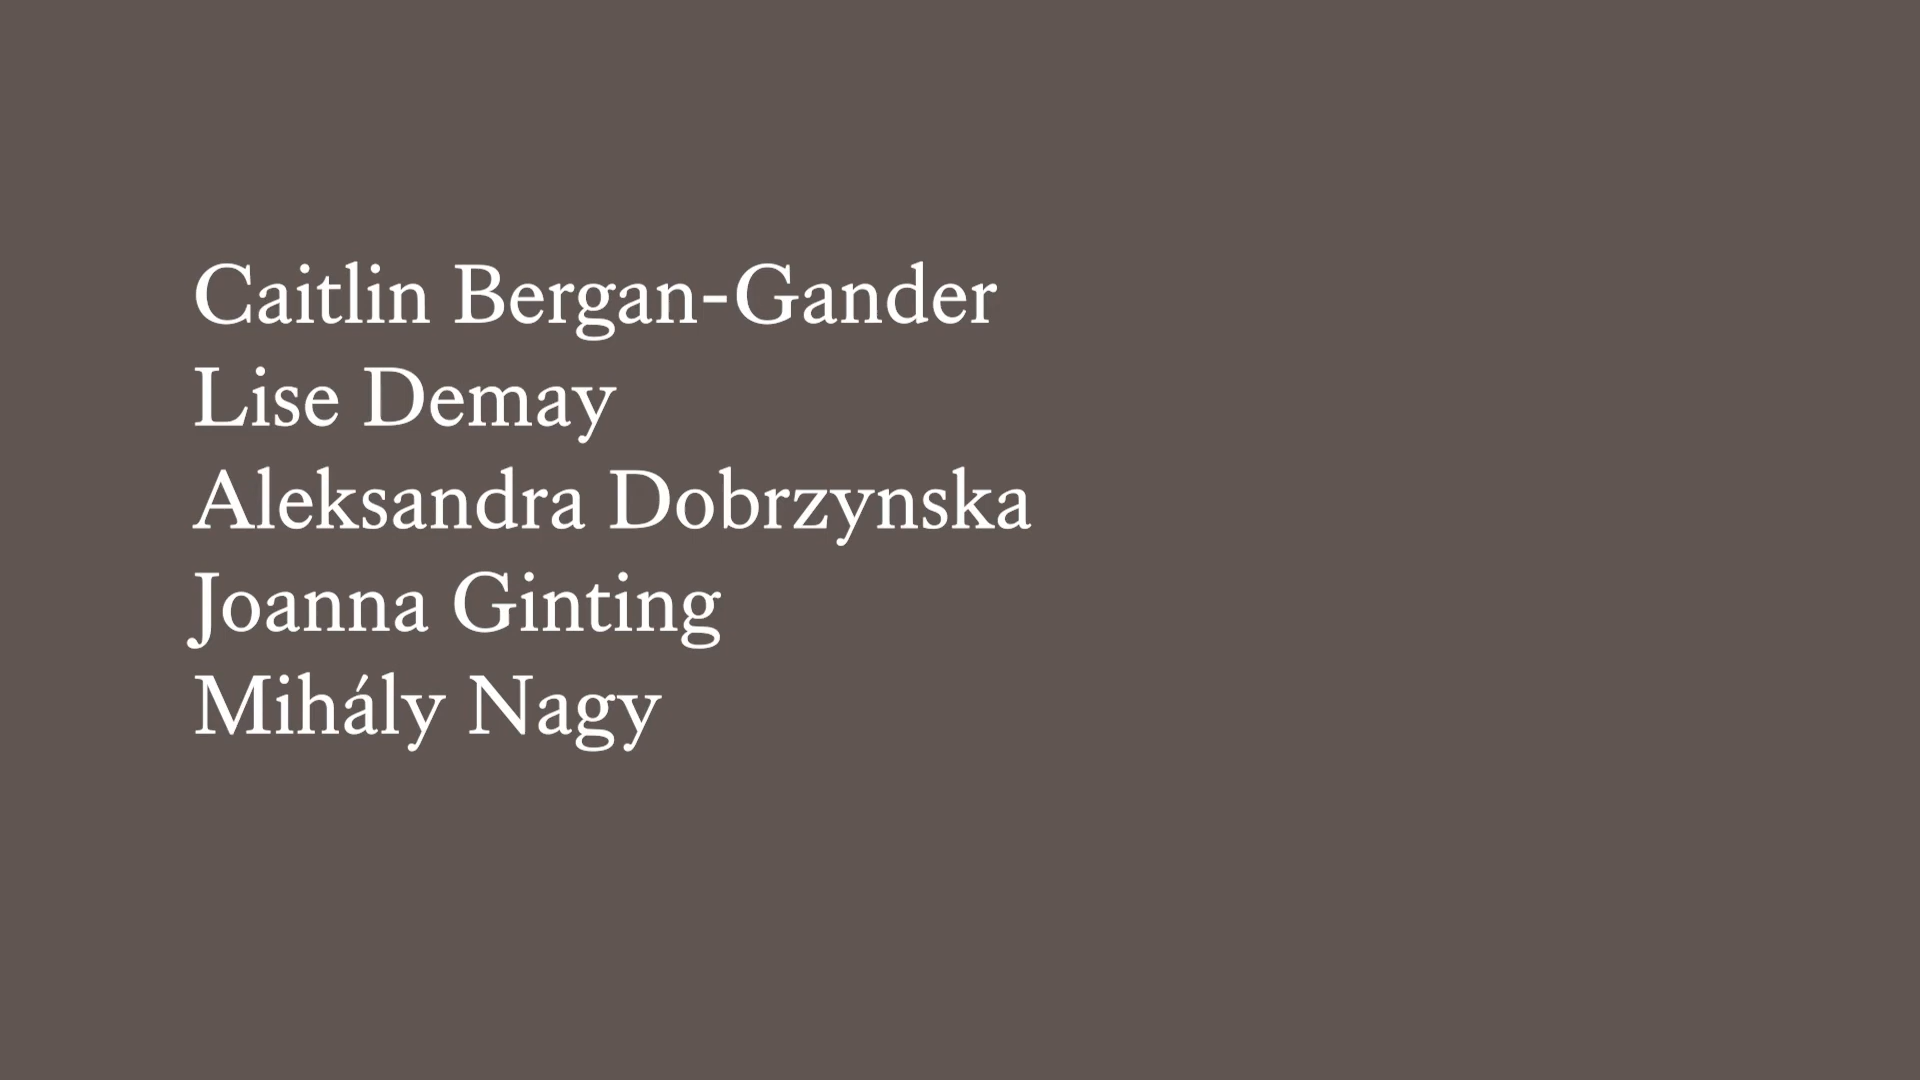 Caitlin Bergan-Gander
Lise Demay
Aleksandra Dobrzynska
Joanna Ginting
Mihály Nagy